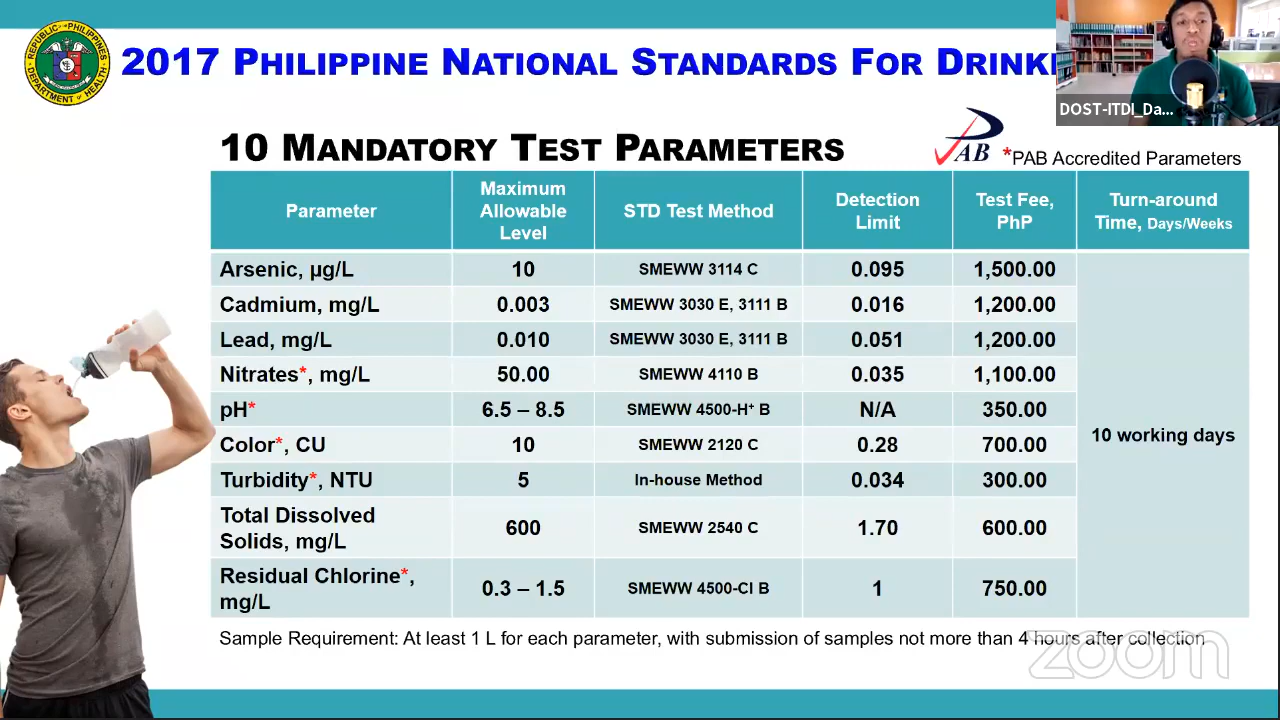 2017 PHILIPPINE NATIONAL STANDARDS FOR DRINK
DOST-ITDI_Da...
REPUBLIC PHILIPPINES
DEPARTMENT of HEALTH
10 MANDATORY TEST PARAMETERS
PAB
*PAB Accredited Parameters
Parameter Maximum Allowable Level STD Test Method Detection Limit Test Fee, PhP Turn-around Time, Days/Weeks
Arsenic, µg/L 10 SMEWW 3114 C 0.095 1,500.00
Cadmium, mg/L 0.003 SMEWW 3030 E, 3111 B 0.016 1,200.00
Lead, mg/L 0.010 SMEWW 3030 E, 3111 B 0.051 1,200.00
Nitrates*, mg/L 50.00 SMEWW 4110 B 0.035 1,100.00
pH* 6.5 – 8.5 SMEWW 4500-H+ B N/A 350.00
10 working days
Color*, CU 10 SMEWW 2120 C 0.28 700.00
Turbidity*, NTU 5 In-house Method 0.034 300.00
Total Dissolved Solids, mg/L 600 SMEWW 2540 C 1.70 600.00
Residual Chlorine*, mg/L 0.3 – 1.5 SMEWW 4500-Cl B 1 750.00
Sample Requirement: At least 1 L for each parameter, with submission of samples not more than 4 hours after collection
zoom